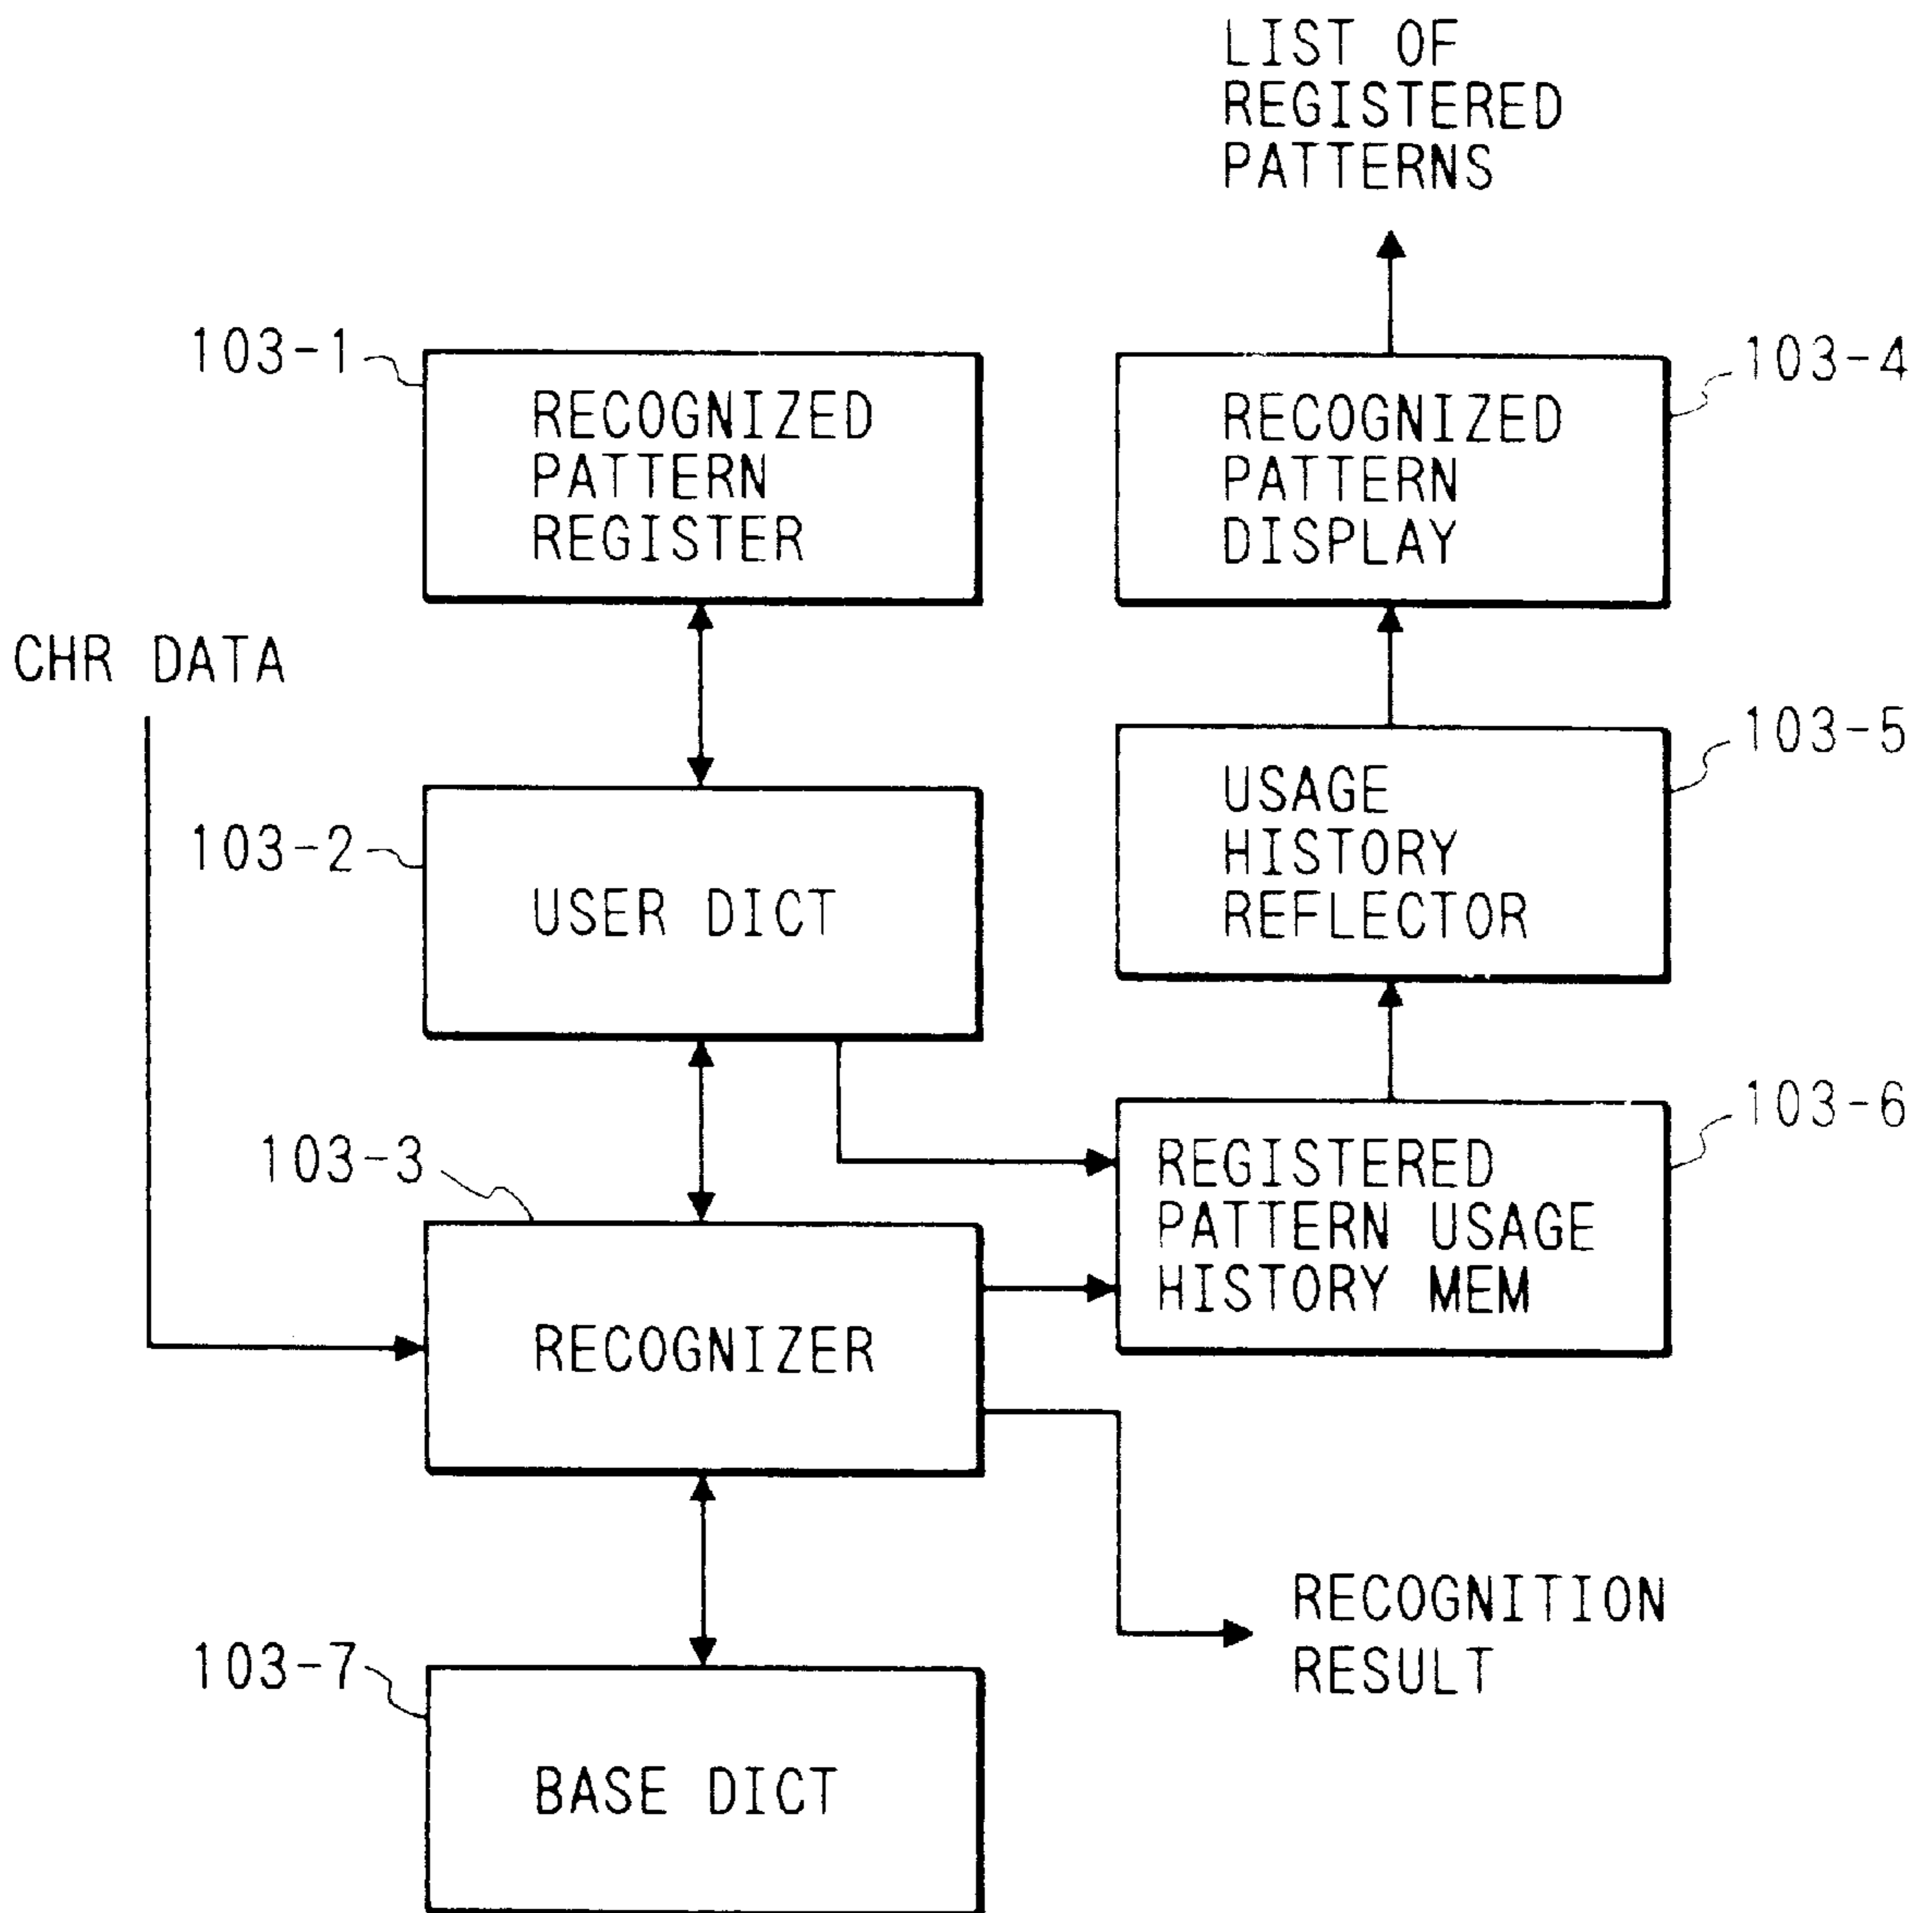 LIST OF
REGISTERED
PATTERNS
103-1
RECOGNIZED
PATTERN
REGISTER
103-4
RECOGNIZED
PATTERN
DISPLAY
CHR DATA
103-2
USER DICT
103-5
USAGE
HISTORY
REFLECTOR
103-3
RECOGNIZER
103-6
REGISTERED
PATTERN USAGE
HISTORY MEM
RECOGNITION
RESULT
103-7
BASE DICT